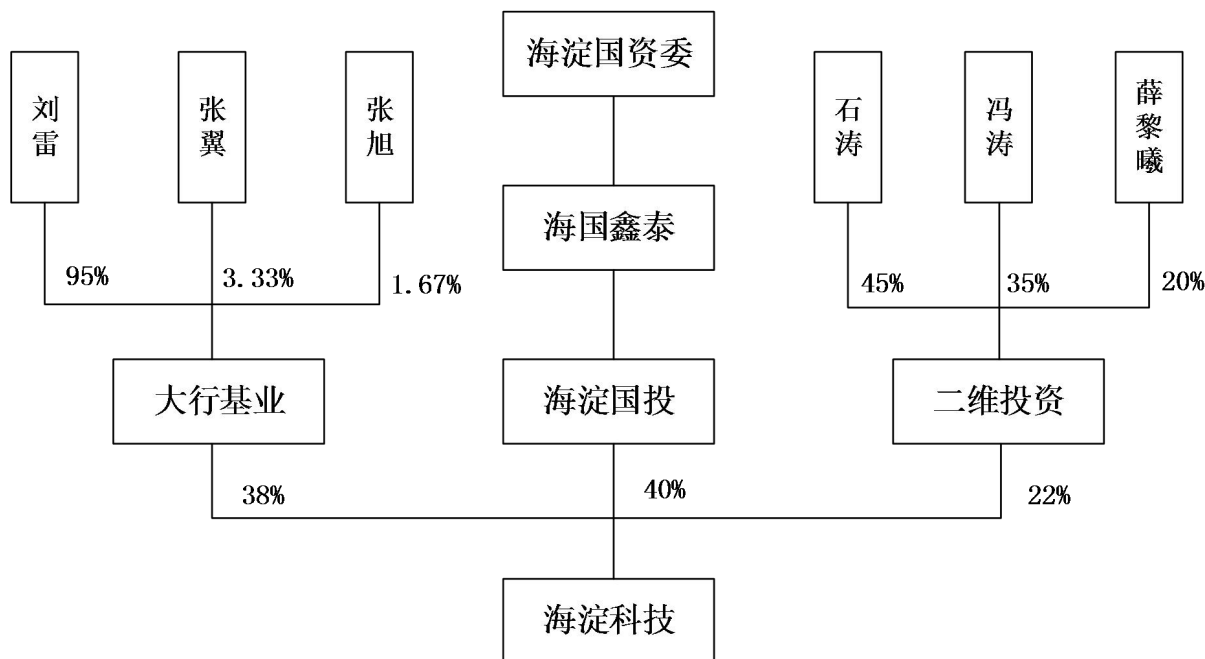 海淀国资委
刘雷
张翼
张旭
石涛
冯涛
薛黎曦
海国鑫泰
95%
3.33%
1.67%
45%
35%
20%
大行基业
海淀国投
二维投资
38%
40%
22%
海淀科技